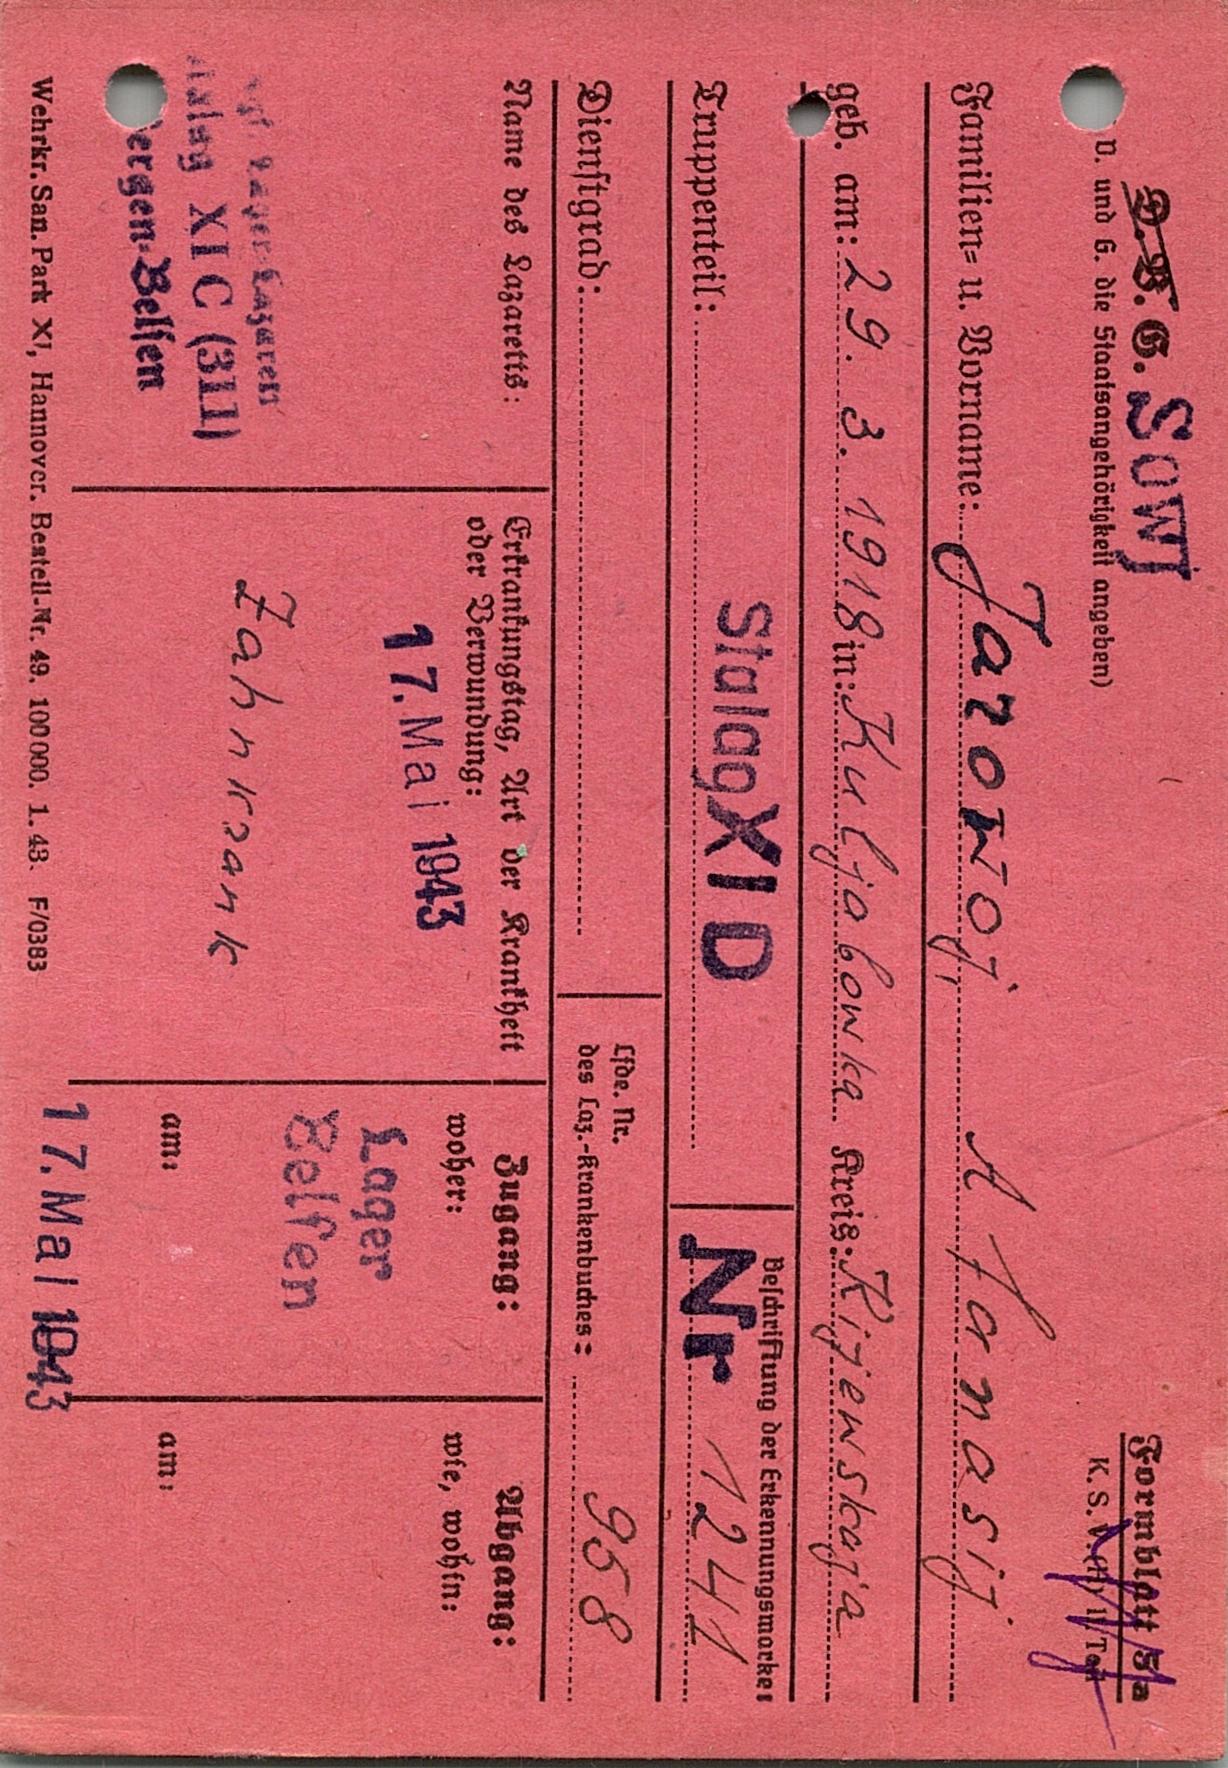 D. V. G. Sowj
Formblatt 5a
D. und G. die Staatsangehörigkeit angeben)
K. S. V. (h) 1. Teil
Familien= u. Vorname: Jarowoj, Afanasij
geb. am: 29. 3. 1918 in: Kuljabowka Kreis: Kijewskaja
Truppenteil: Stalag XI D
Beschriftung der Erkennungsmarke:
Nr 1241
Dienstgrad:
Lfde. Nr.
des Laz.-Krankenbuches: 958
Name des Lazaretts:
Lager-Lazarett
Stalag XI C (311)
Bergen-Belsen
Erkrankungstag, Art der Krankheit
oder Verwundung:
17. Mai 1943
Zahnkrank
Zugang:
woher:
Lager
Belsen
am:
17. Mai 1943
Abgang:
wie, wohin:
am:
Wehrkr. San. Park XI, Hannover. Bestell-Nr. 49. 100 000. 1. 43. F/0383